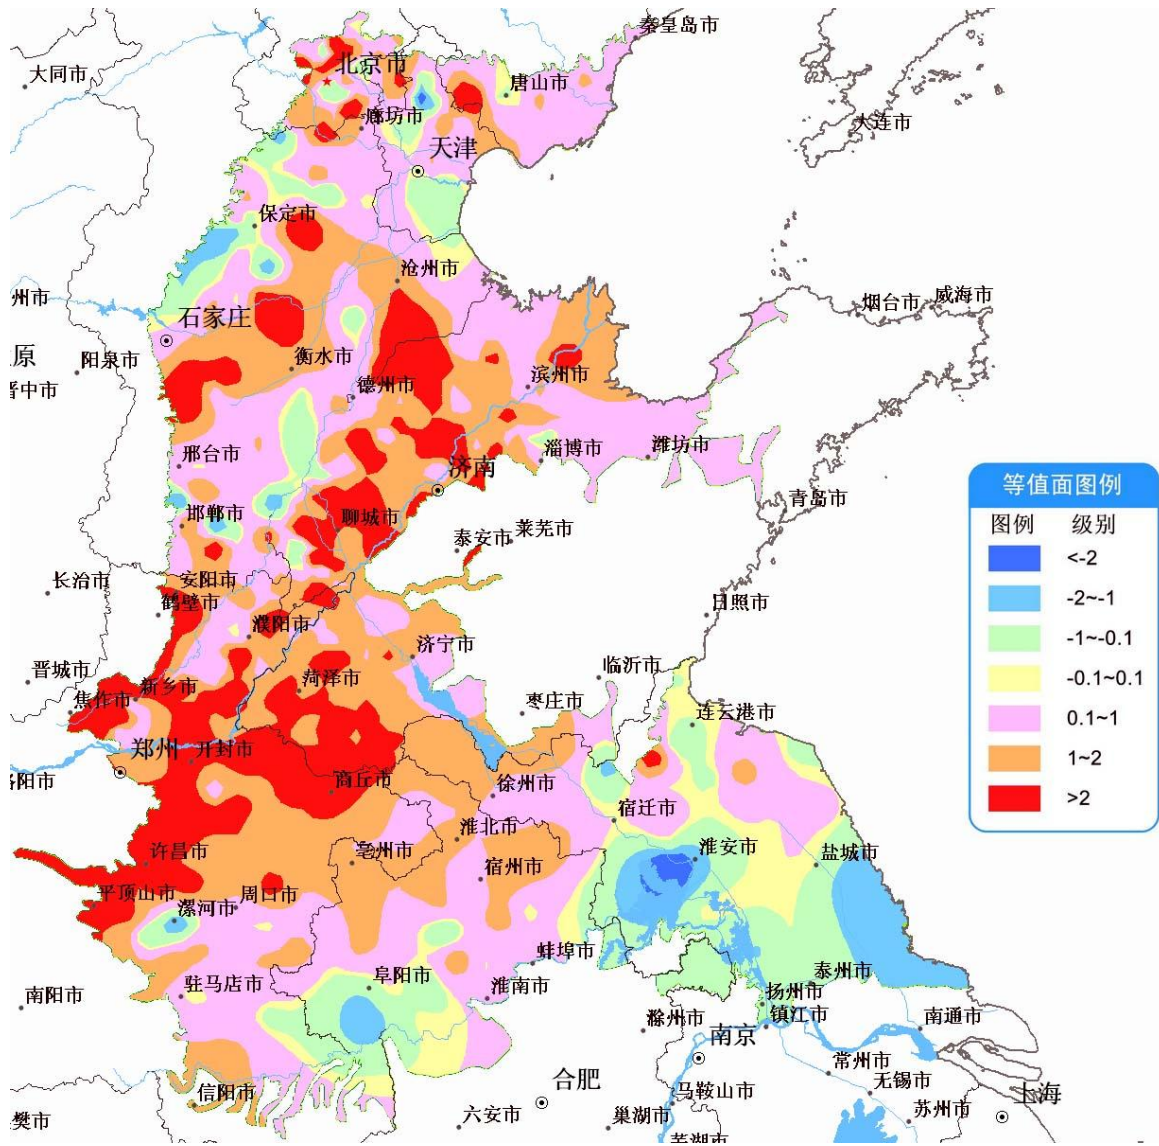 秦皇岛市
大同市
北京市
唐山市
大连市
廊坊市
天津
保定市
沧州市
州市
烟台市
威海市
石家庄
原
阳泉市
衡水市
晋中市
德州市
滨州市
邢台市
淄博市
潍坊市
济南
等值面图例
图例
级别
<-2
-2~-1
-1~-0.1
-0.1~0.1
0.1~1
1~2
>2
青岛市
邯郸市
聊城市
泰安市
莱芜市
长治市
安阳市
鹤壁市
日照市
濮阳市
济宁市
晋城市
临沂市
焦作市
新乡市
菏泽市
枣庄市
连云港市
郑州
开封市
洛阳市
商丘市
徐州市
宿迁市
许昌市
亳州市
淮北市
宿州市
淮安市
盐城市
平顶山市
周口市
漯河市
蚌埠市
驻马店市
阜阳市
淮南市
泰州市
南阳市
扬州市
镇江市
滁州市
南京
南通市
常州市
合肥
无锡市
信阳市
马鞍山市
上海
樊市
六安市
巢湖市
苏州市
芜湖市